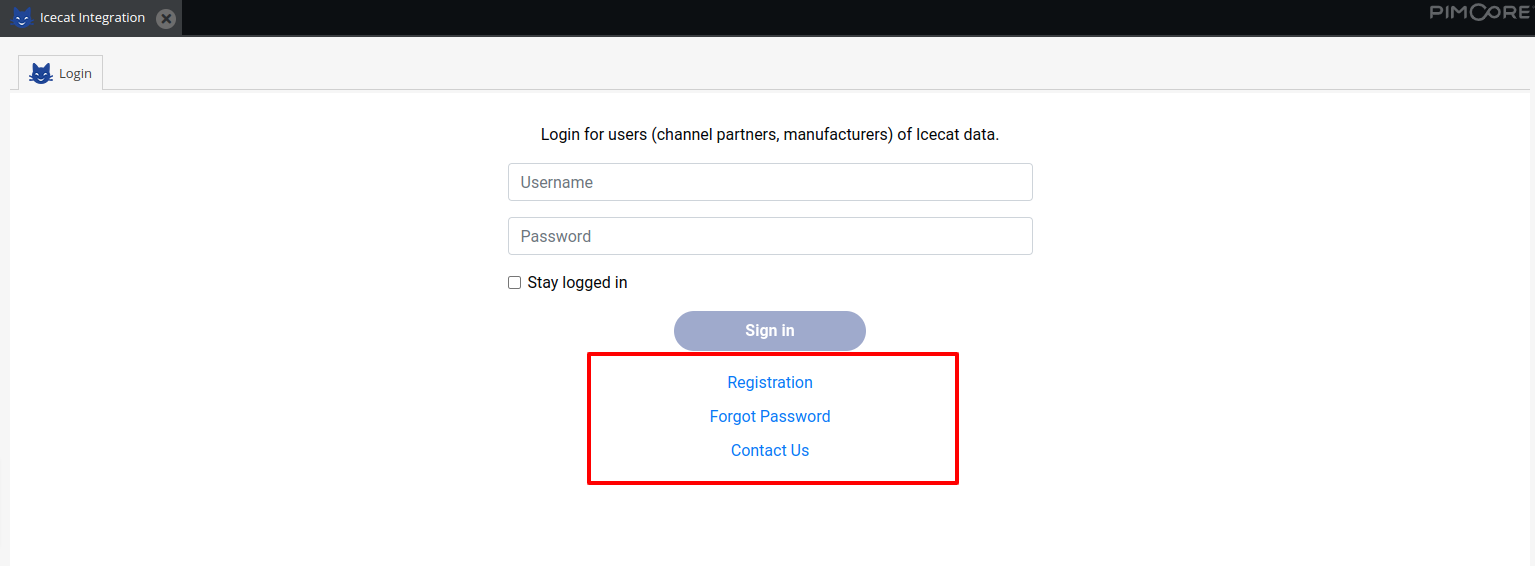 Icecat Integration
PIMCORE
Login
Login for users (channel partners, manufacturers) of Icecat data.
Username
Password
Stay logged in
Sign in
Registration
Forgot Password
Contact Us